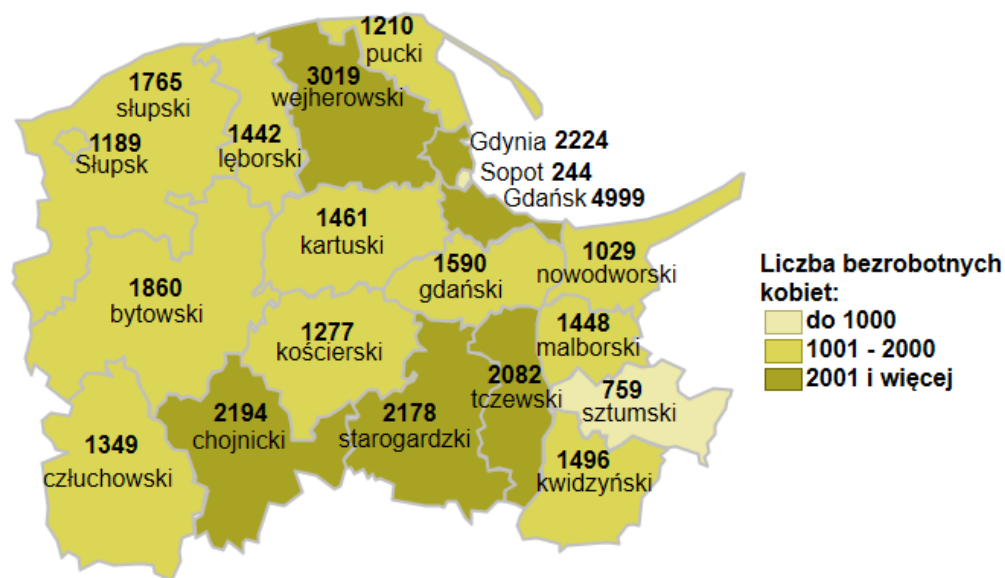 1210
pucki
3019
wejherowski
1765
słupski
1189
Słupsk
1442
lęborski
Gdynia 2224
Sopot 244
Gdańsk 4999
1461
kartuski
1590
gdański
1029
nowodworski
1860
bytowski
1277
kościerski
1448
malborski
2082
tczewski
759
sztumski
2194
chojnicki
2178
starogardzki
1349
człuchowski
1496
kwidzyński
Liczba bezrobotnych
kobiet:
do 1000
1001 - 2000
2001 i więcej